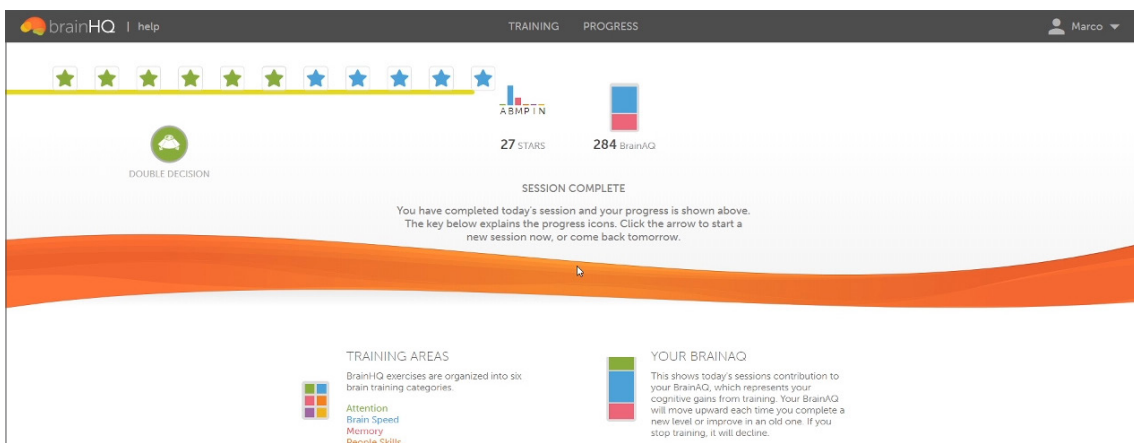 brainHQ | help
TRAINING PROGRESS
Marco
A B M P I N
27 STARS
284 BrainAQ
DOUBLE DECISION
SESSION COMPLETE
You have completed today's session and your progress is shown above.
The key below explains the progress icons. Click the arrow to start a
new session now, or come back tomorrow.
TRAINING AREAS
BrainHQ exercises are organized into six
brain training categories.
Attention
Brain Speed
Memory
People Skills
YOUR BRAINAQ
This shows today's sessions contribution to
your BrainAQ, which represents your
cognitive gains from training. Your BrainAQ
will move upward each time you complete a
new level or improve in an old one. If you
stop training, it will decline.